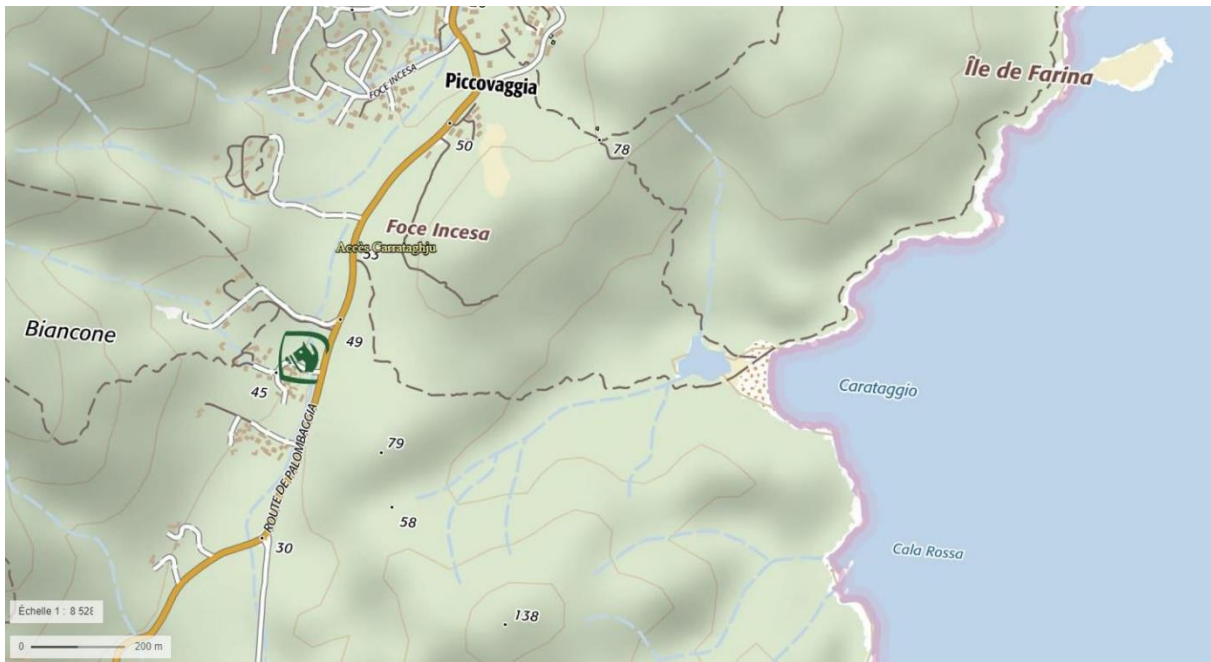 FOCE INCESA
Piccovaggia
Île de Farina
50
78
Foce Incesa
Accès Carrataghju
53
Biancone
49
45
Carataggio
ROUTE DE PALOMBAGGIA
79
58
30
Cala Rossa
138
Échelle 1 : 8 528
0 200 m